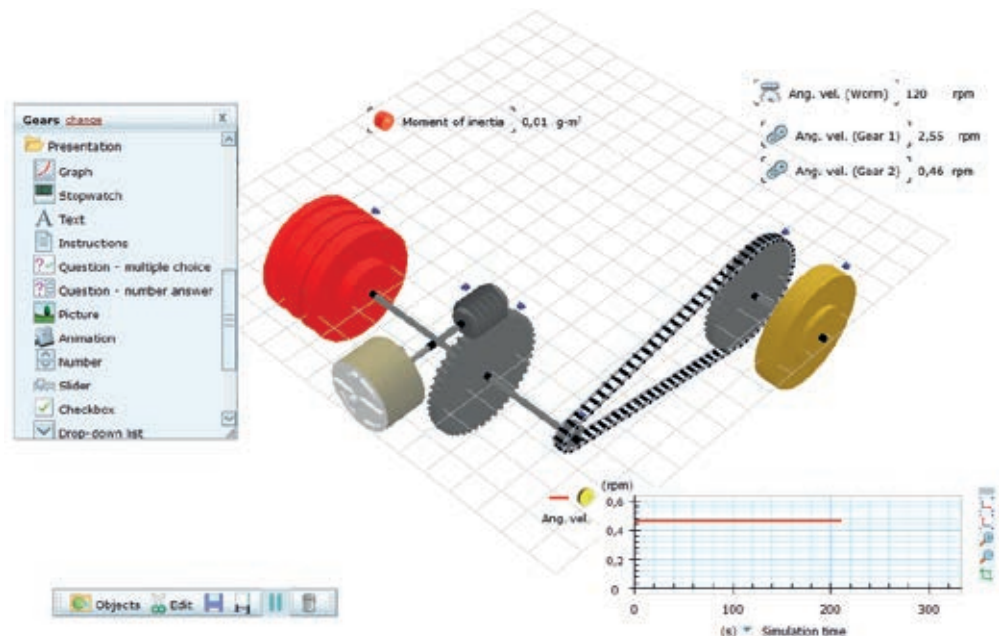 Gears change x
Presentation
Graph
Stopwatch
Text
Instructions
Question - multiple choice
Question - number answer
Picture
Animation
Number
Slider
Checkbox
Drop-down list
Moment of inertia 0,01 g·m²
Ang. vel. (Worm) 120 rpm
Ang. vel. (Gear 1) 2,55 rpm
Ang. vel. (Gear 2) 0,46 rpm
(rpm)
Ang. vel.
0,6
0,4
0,2
0
0 100 200 300
(s) Simulation time
Objects Edit